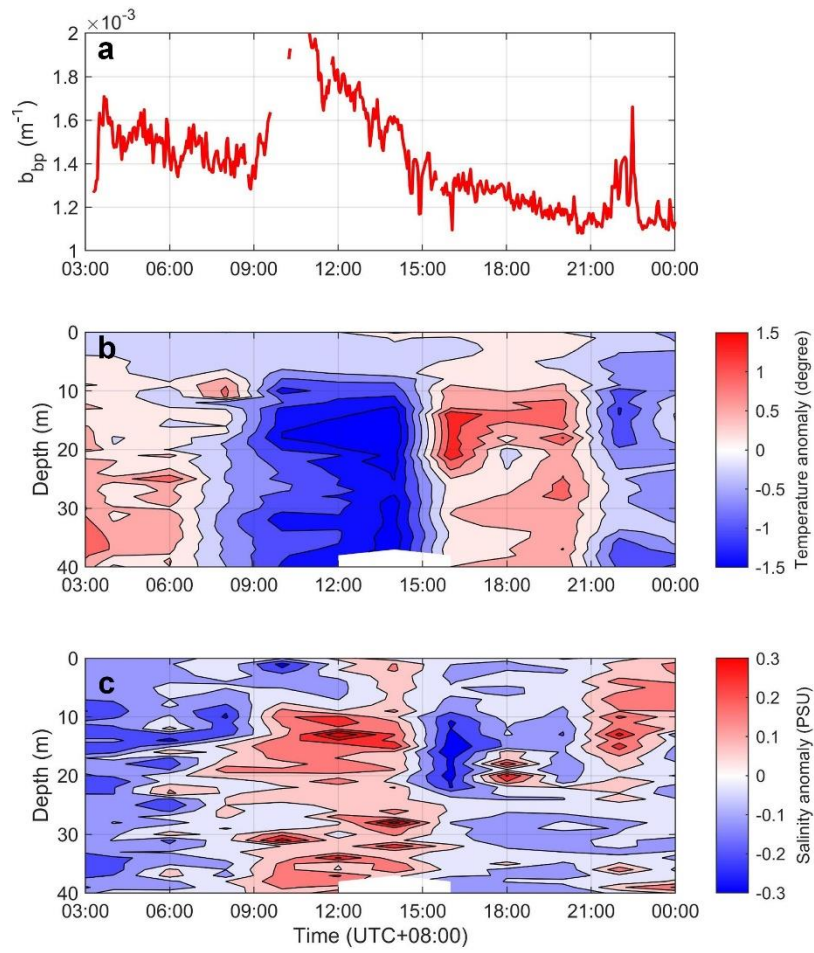 ×10⁻³
a
2
1.8
1.6
1.4
1.2
1
b_bp (m⁻¹)
03:00 06:00 09:00 12:00 15:00 18:00 21:00 00:00
b
0
10
20
30
40
Depth (m)
03:00 06:00 09:00 12:00 15:00 18:00 21:00 00:00
1.5
1
0.5
0
-0.5
-1
-1.5
Temperature anomaly (degree)
c
0
10
20
30
40
Depth (m)
03:00 06:00 09:00 12:00 15:00 18:00 21:00 00:00
Time (UTC+08:00)
0.3
0.2
0.1
0
-0.1
-0.2
-0.3
Salinity anomaly (PSU)